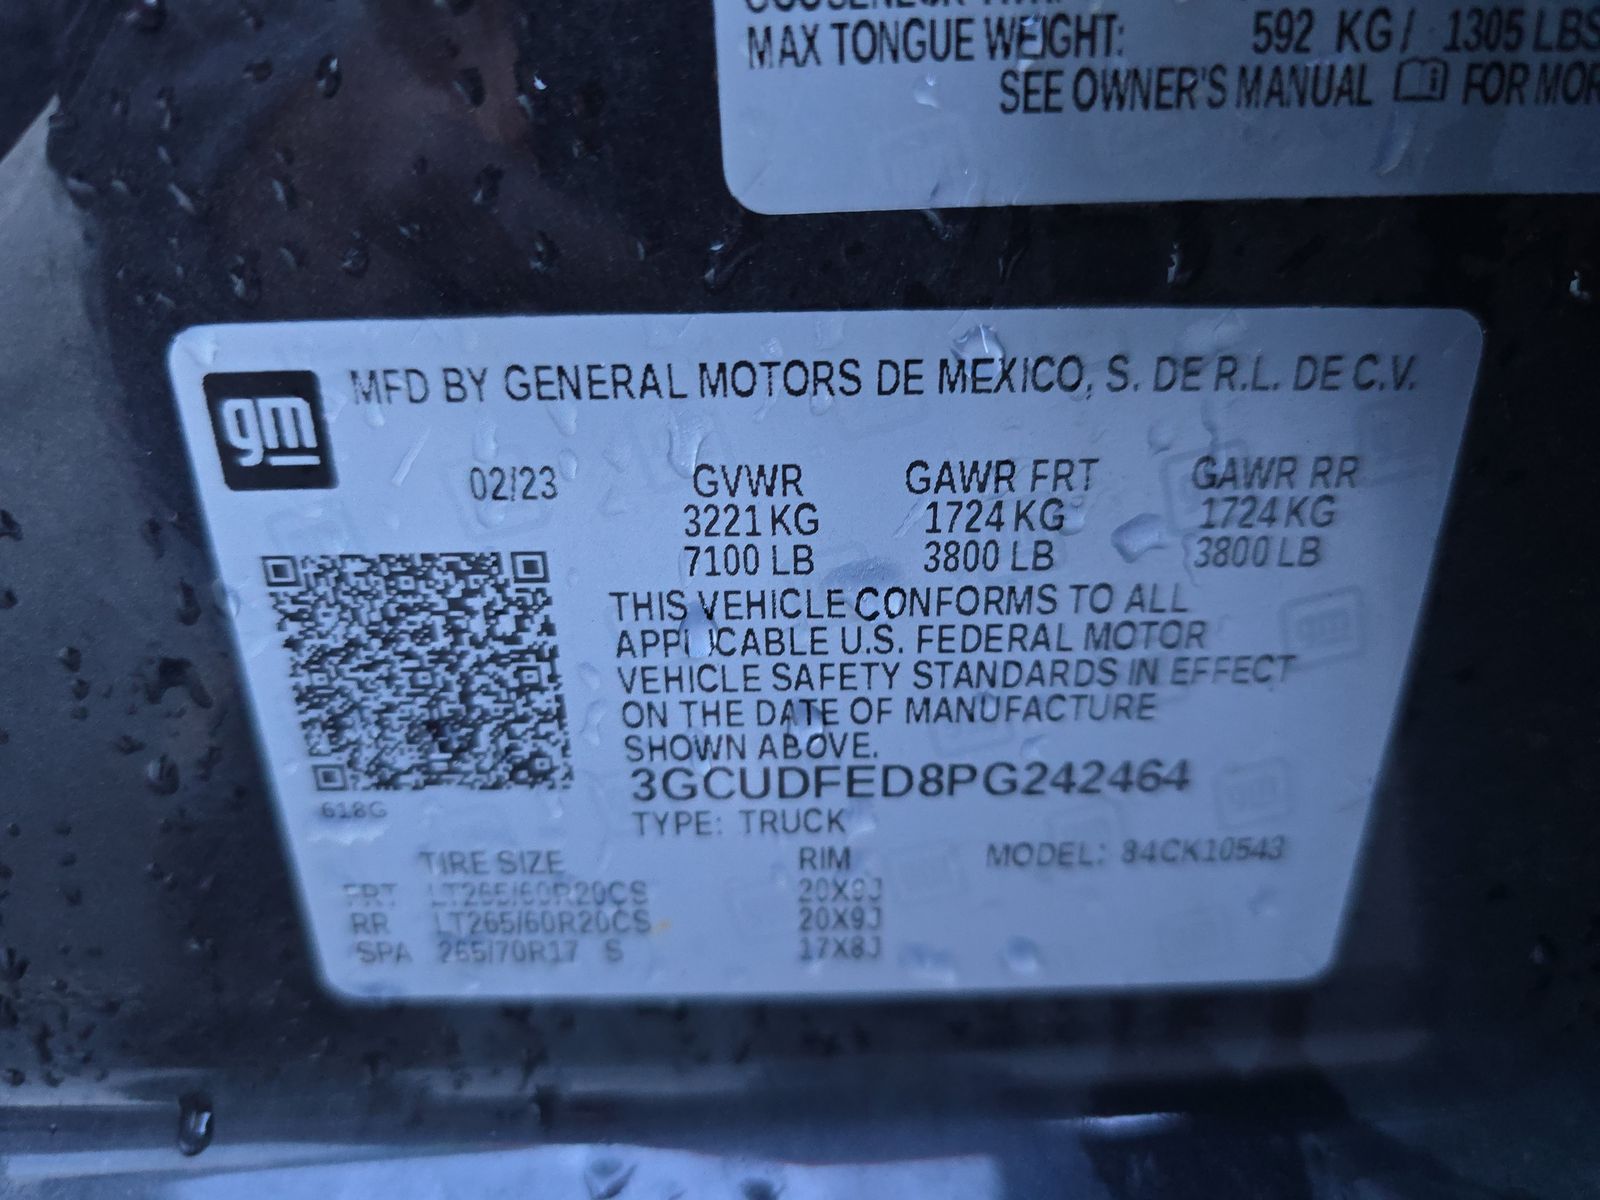 MAX TONGUE WEIGHT: 592 KG / 1305 LBS
SEE OWNER'S MANUAL FOR MOR
gm
MFD BY GENERAL MOTORS DE MEXICO, S. DE R.L. DE C.V.
02/23 GVWR GAWR FRT GAWR RR
3221 KG 1724 KG 1724 KG
7100 LB 3800 LB 3800 LB
THIS VEHICLE CONFORMS TO ALL
APPLICABLE U.S. FEDERAL MOTOR
VEHICLE SAFETY STANDARDS IN EFFECT
ON THE DATE OF MANUFACTURE
SHOWN ABOVE.
3GCUDFED8PG242464
618G
TYPE: TRUCK
TIRE SIZE RIM MODEL: 84CK10543
FRT LT265/60R20CS 20X9J
RR LT265/60R20CS 20X9J
SPA 265/70R17 S 17X8J